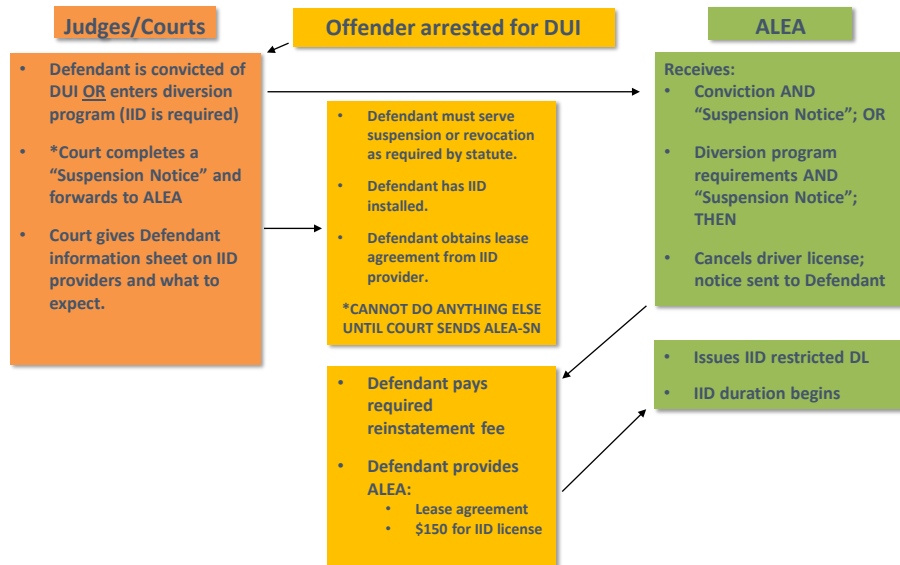 Judges/Courts
Offender arrested for DUI
ALEA
• Defendant is convicted of
DUI OR enters diversion
program (IID is required)
• *Court completes a
“Suspension Notice” and
forwards to ALEA
• Court gives Defendant
information sheet on IID
providers and what to
expect.
• Defendant must serve
suspension or revocation
as required by statute.
• Defendant has IID
installed.
• Defendant obtains lease
agreement from IID
provider.
*CANNOT DO ANYTHING ELSE
UNTIL COURT SENDS ALEA-SN
Receives:
• Conviction AND
“Suspension Notice”; OR
• Diversion program
requirements AND
“Suspension Notice”;
THEN
• Cancels driver license;
notice sent to Defendant
• Defendant pays
required
reinstatement fee
• Defendant provides
ALEA:
• Lease agreement
• $150 for IID license
• Issues IID restricted DL
• IID duration begins